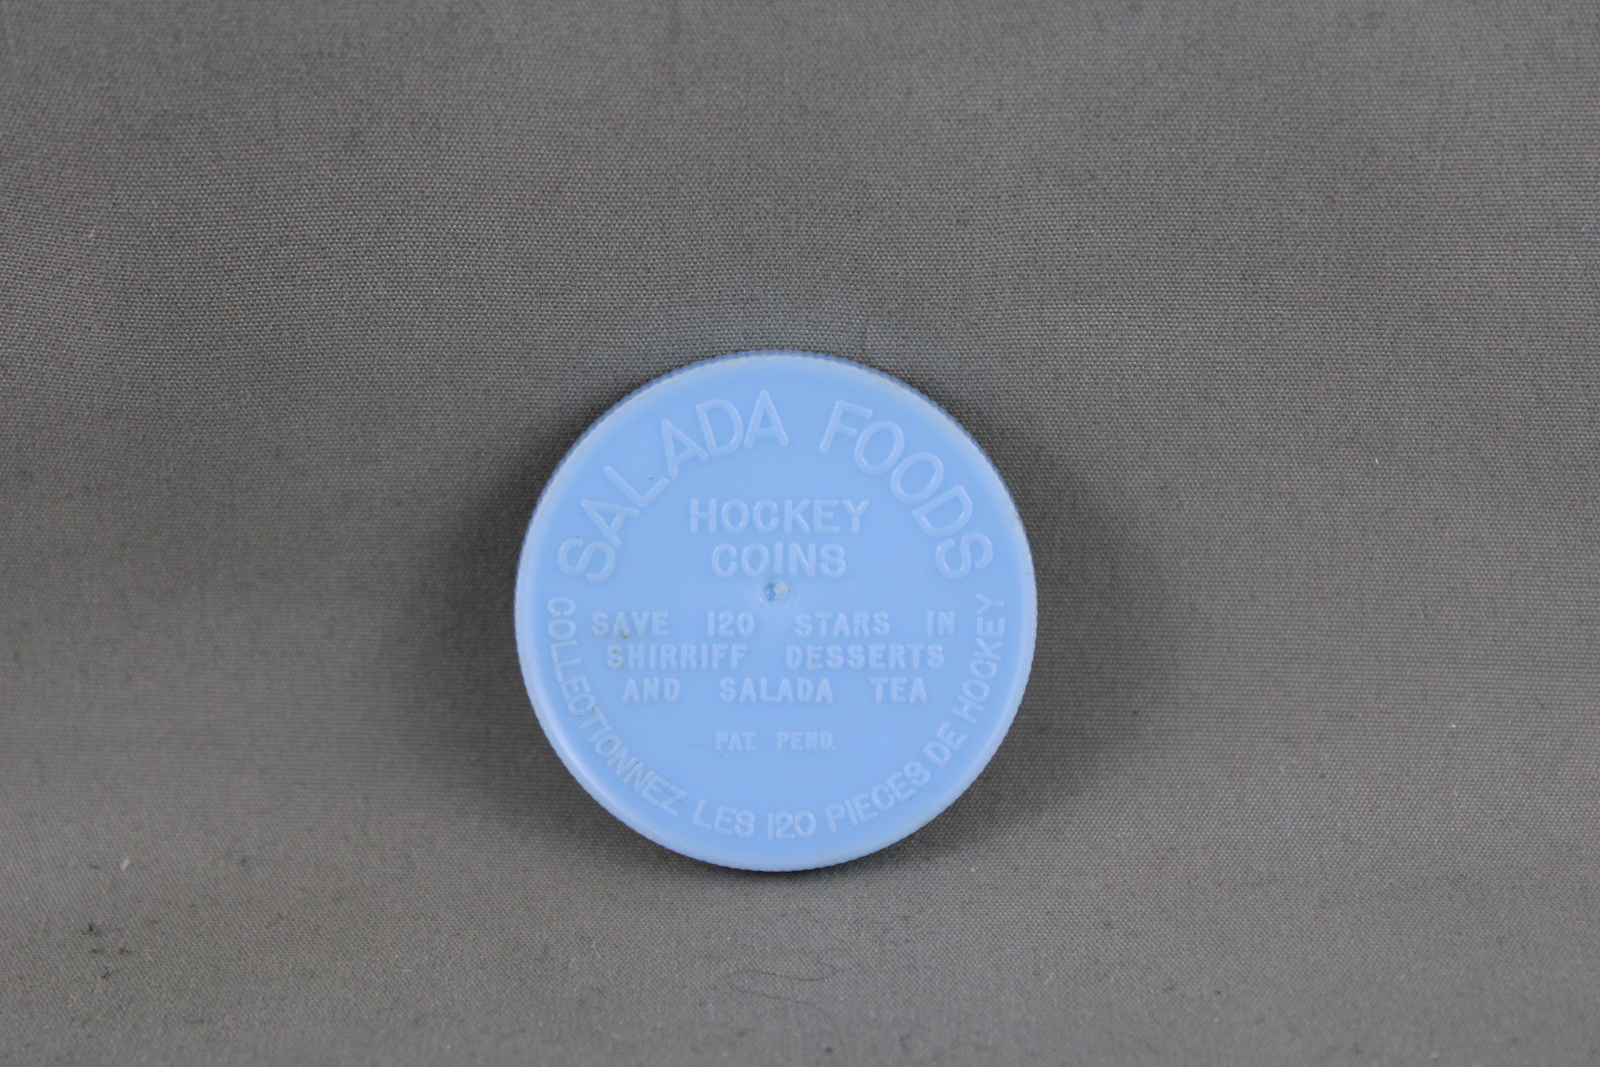 SALADA FOODS
HOCKEY
COINS
SAVE 120 STARS IN
SHIRRIFF DESSERTS
AND SALADA TEA
PAT. PEND.
COLLECTIONNEZ LES 120 PIECES DE HOCKEY